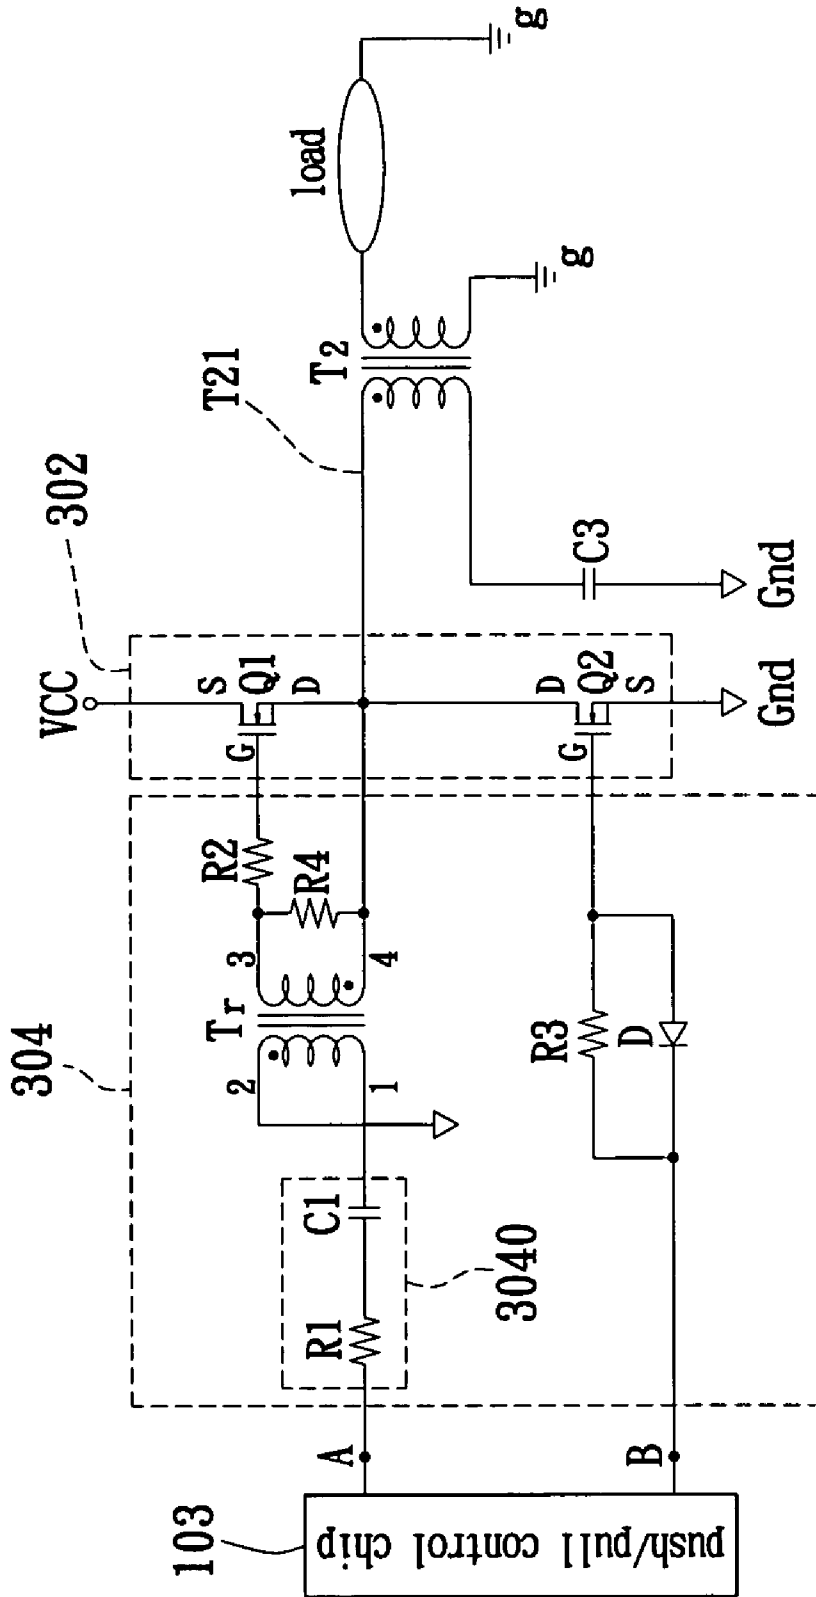 103
push/pull control chip
A
B
304
3040
R1
C1
2
1
Tr
3
4
R2
R4
R3
D
302
VCC
S
Q1
D
G
D
Q2
S
G
Gnd
T21
C3
Gnd
T2
g
load
g